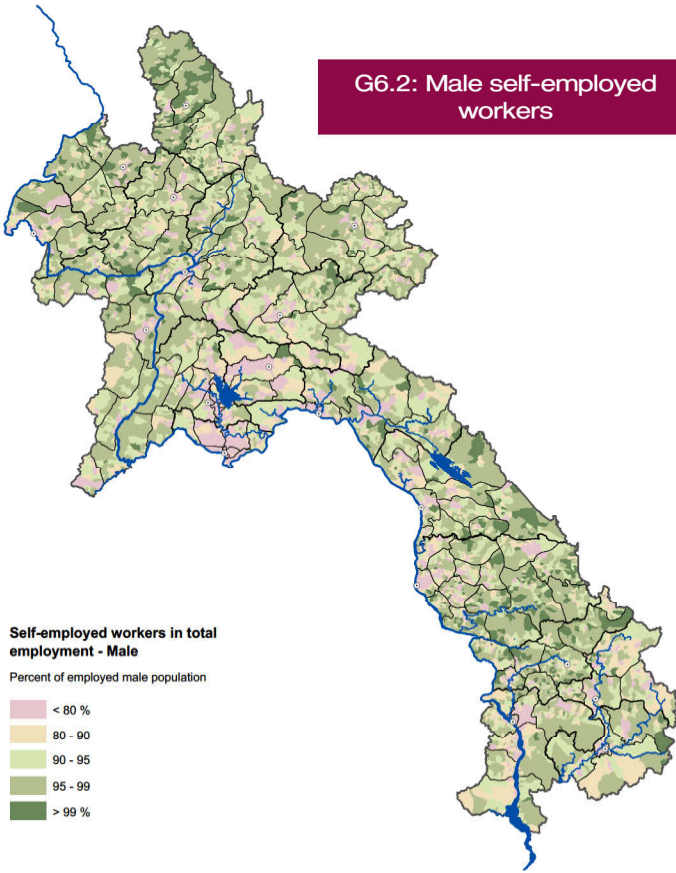 G6.2: Male self-employed
workers
Self-employed workers in total
employment - Male
Percent of employed male population
< 80 %
80 - 90
90 - 95
95 - 99
> 99 %